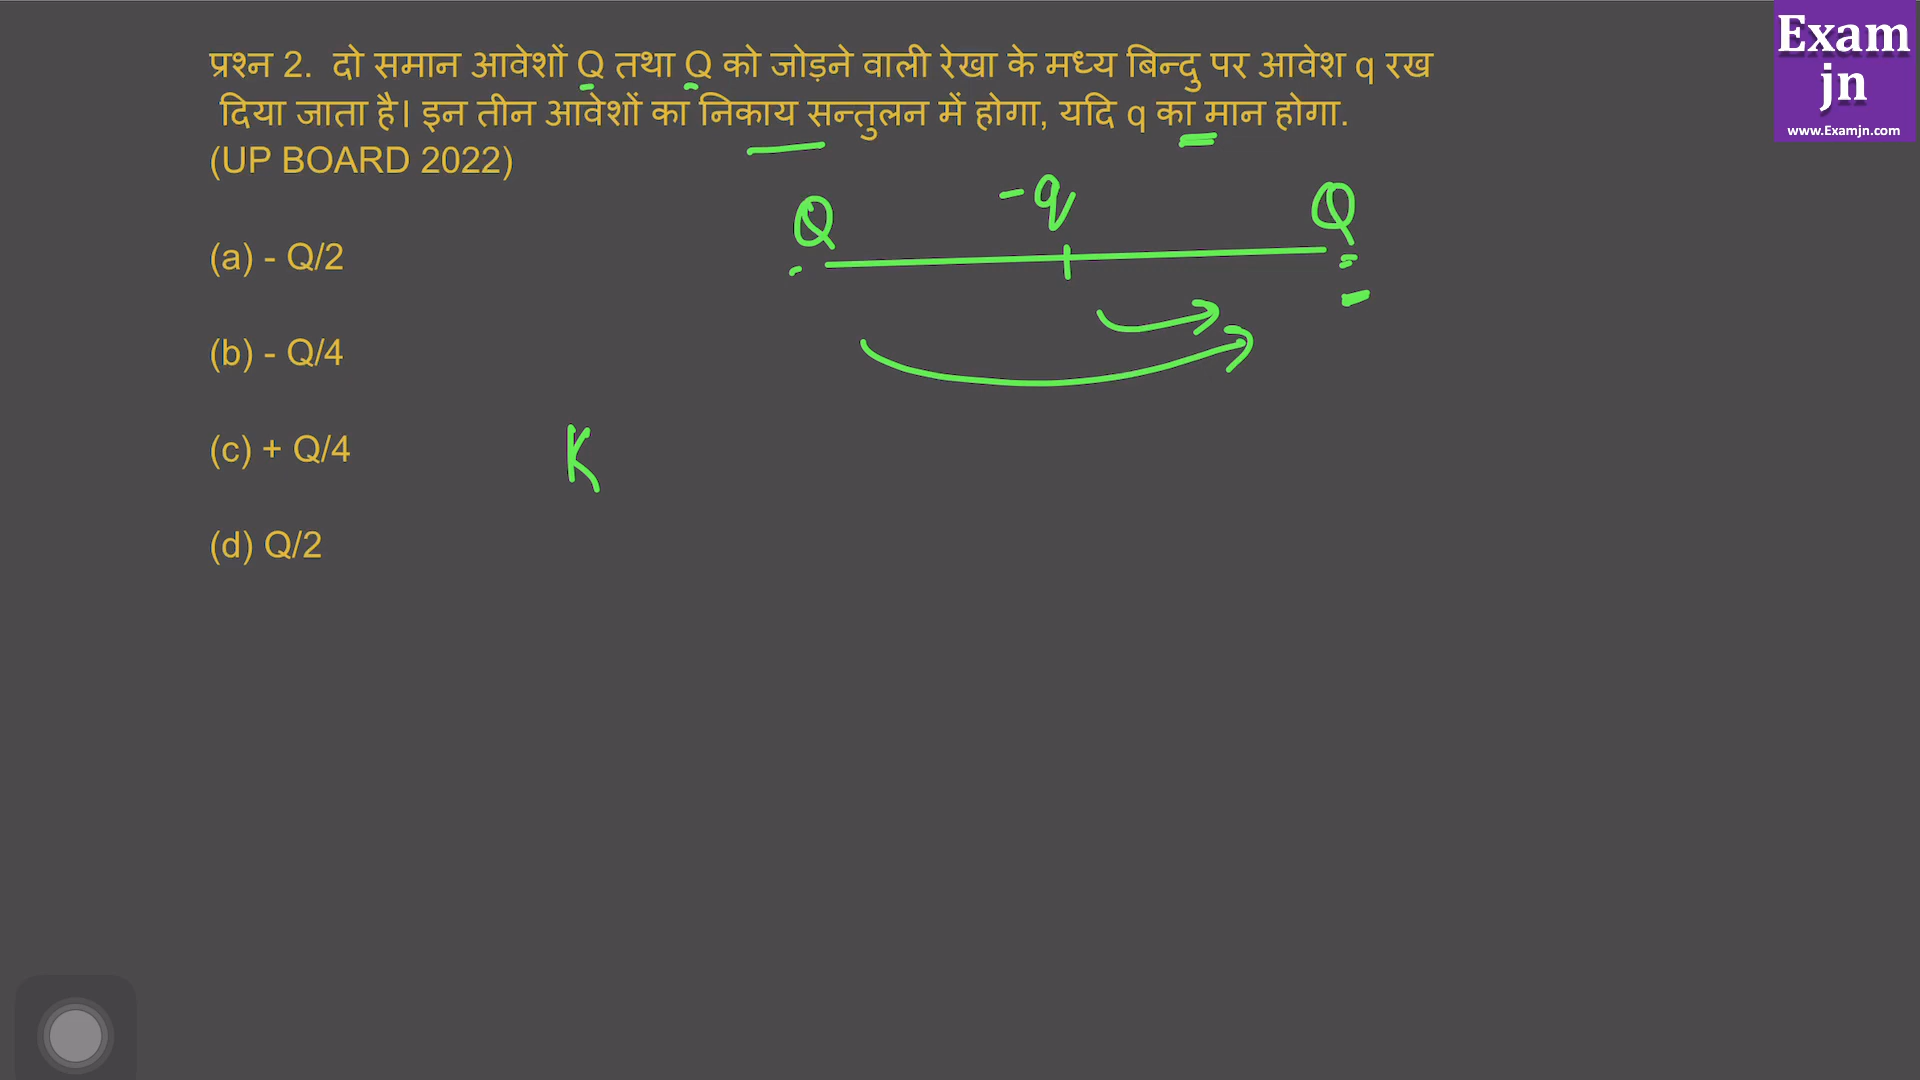 प्रश्न 2.  दो समान आवेशों Q तथा Q को जोड़ने वाली रेखा के मध्य बिन्दु पर आवेश q रख
दिया जाता है। इन तीन आवेशों का निकाय सन्तुलन में होगा, यदि q का मान होगा.
(UP BOARD 2022)
Q -q Q
(a) - Q/2
(b) - Q/4
(c) + Q/4
K
(d) Q/2
Exam
jn
www.Examjn.com